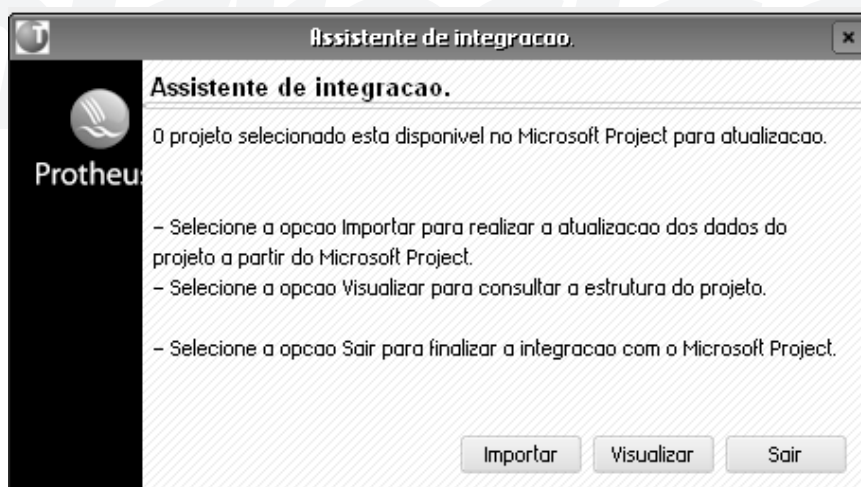 Assistente de integracao.
Assistente de integracao.
Protheus
O projeto selecionado esta disponivel no Microsoft Project para atualizacao.
- Selecione a opcao Importar para realizar a atualizacao dos dados do
projeto a partir do Microsoft Project.
- Selecione a opcao Visualizar para consultar a estrutura do projeto.
- Selecione a opcao Sair para finalizar a integracao com o Microsoft Project.
Importar
Visualizar
Sair